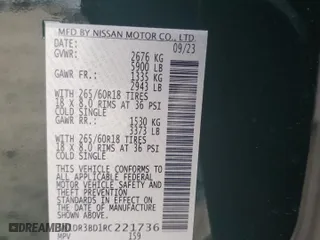 MFD BY NISSAN MOTOR CO., LTD.
DATE: 09/23
GVWR: 2676 KG
5900 LB
GAWR FR.: 1335 KG
2943 LB
WITH 265/60R18 TIRES
18 X 8.0 RIMS AT 36 PSI
COLD SINGLE
GAWR RR.: 1530 KG
3373 LB
WITH 265/60R18 TIRES
18 X 8.0 RIMS AT 36 PSI
COLD SINGLE
THIS VEHICLE CONFORMS TO
ALL APPLICABLE FEDERAL
MOTOR VEHICLE SAFETY AND
THEFT PREVENTION
STANDARDS IN EFFECT ON
THE DATE OF MANUFACTURE
SHOWN ABOVE.
DR3BD1RC221736
MPV 159
DIRAUTOBID